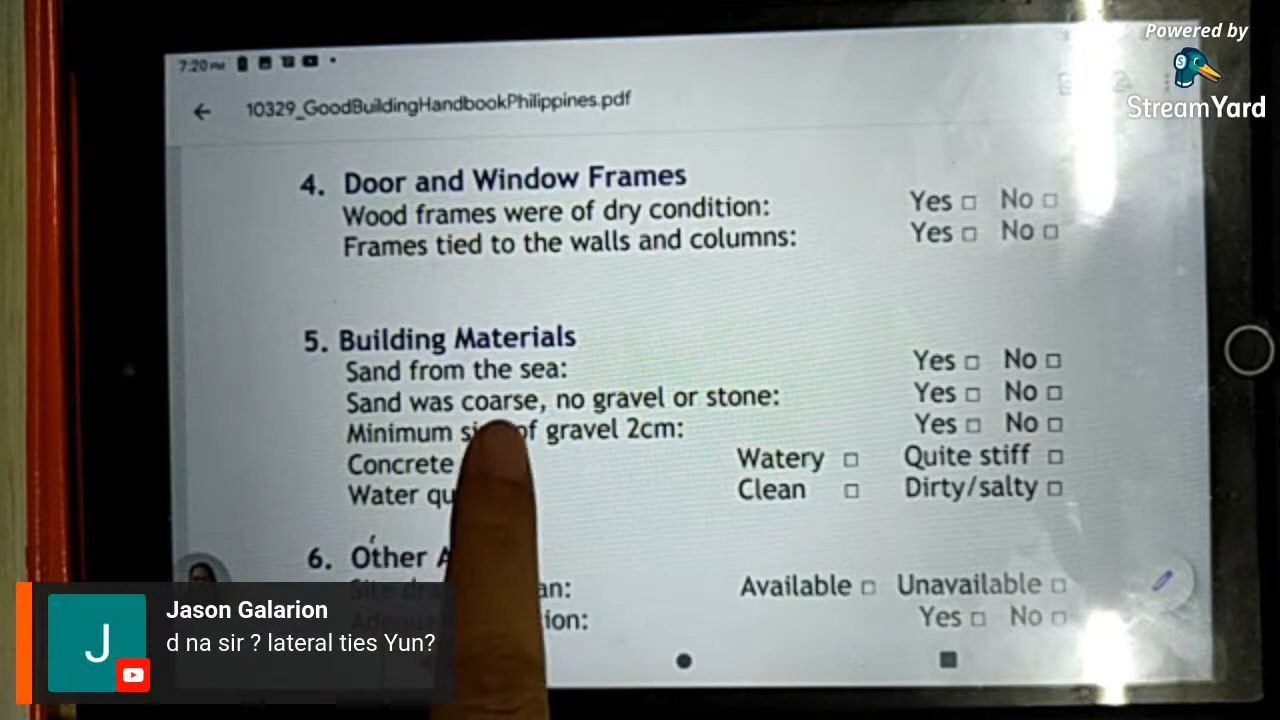 Powered by
StreamYard
7:20 PM
10329_GoodBuildingHandbookPhilippines.pdf
4. Door and Window Frames
Wood frames were of dry condition: Yes □ No □
Frames tied to the walls and columns: Yes □ No □
5. Building Materials
Sand from the sea: Yes □ No □
Sand was coarse, no gravel or stone: Yes □ No □
Minimum of gravel 2cm: Yes □ No □
Concrete Watery □ Quite stiff □
Water Clean □ Dirty/salty □
6. Other
Available □ Unavailable □
Yes □ No □
J
Jason Galarion
d na sir ? lateral ties Yun?